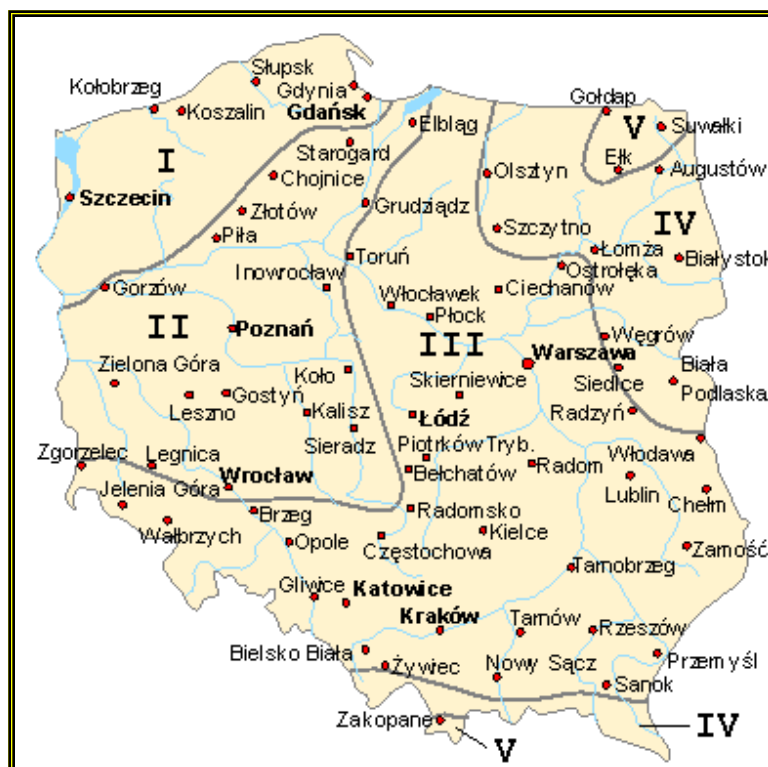 Słupsk
Kołobrzeg
Gdynia
Koszalin
Gdańsk
Elbląg
Gołdap
V
Suwałki
I
Starogard
Chojnice
Olsztyn
Ełk
Augustów
Szczecin
Złotów
Grudziądz
Szczytno
IV
Piła
Toruń
Łomża
Białystok
Inowrocław
Ostrołęka
Gorzów
Włocławek
Ciechanów
II
Płock
Poznań
III
Węgrów
Warszawa
Zielona Góra
Koło
Skierniewice
Siedlce
Biała
Podlaska
Leszno
Gostyń
Kalisz
Łódź
Radzyń
Sieradz
Piotrków Tryb.
Włodawa
Zgorzelec
Legnica
Wrocław
Bełchatów
Radom
Lublin
Chełm
Jelenia Góra
Brzeg
Radomsko
Wałbrzych
Opole
Częstochowa
Kielce
Zamość
Gliwice
Katowice
Tarnobrzeg
Kraków
Tarnów
Rzeszów
Bielsko Biała
Żywiec
Nowy Sącz
Przemyśl
Sanok
Zakopane
IV
V